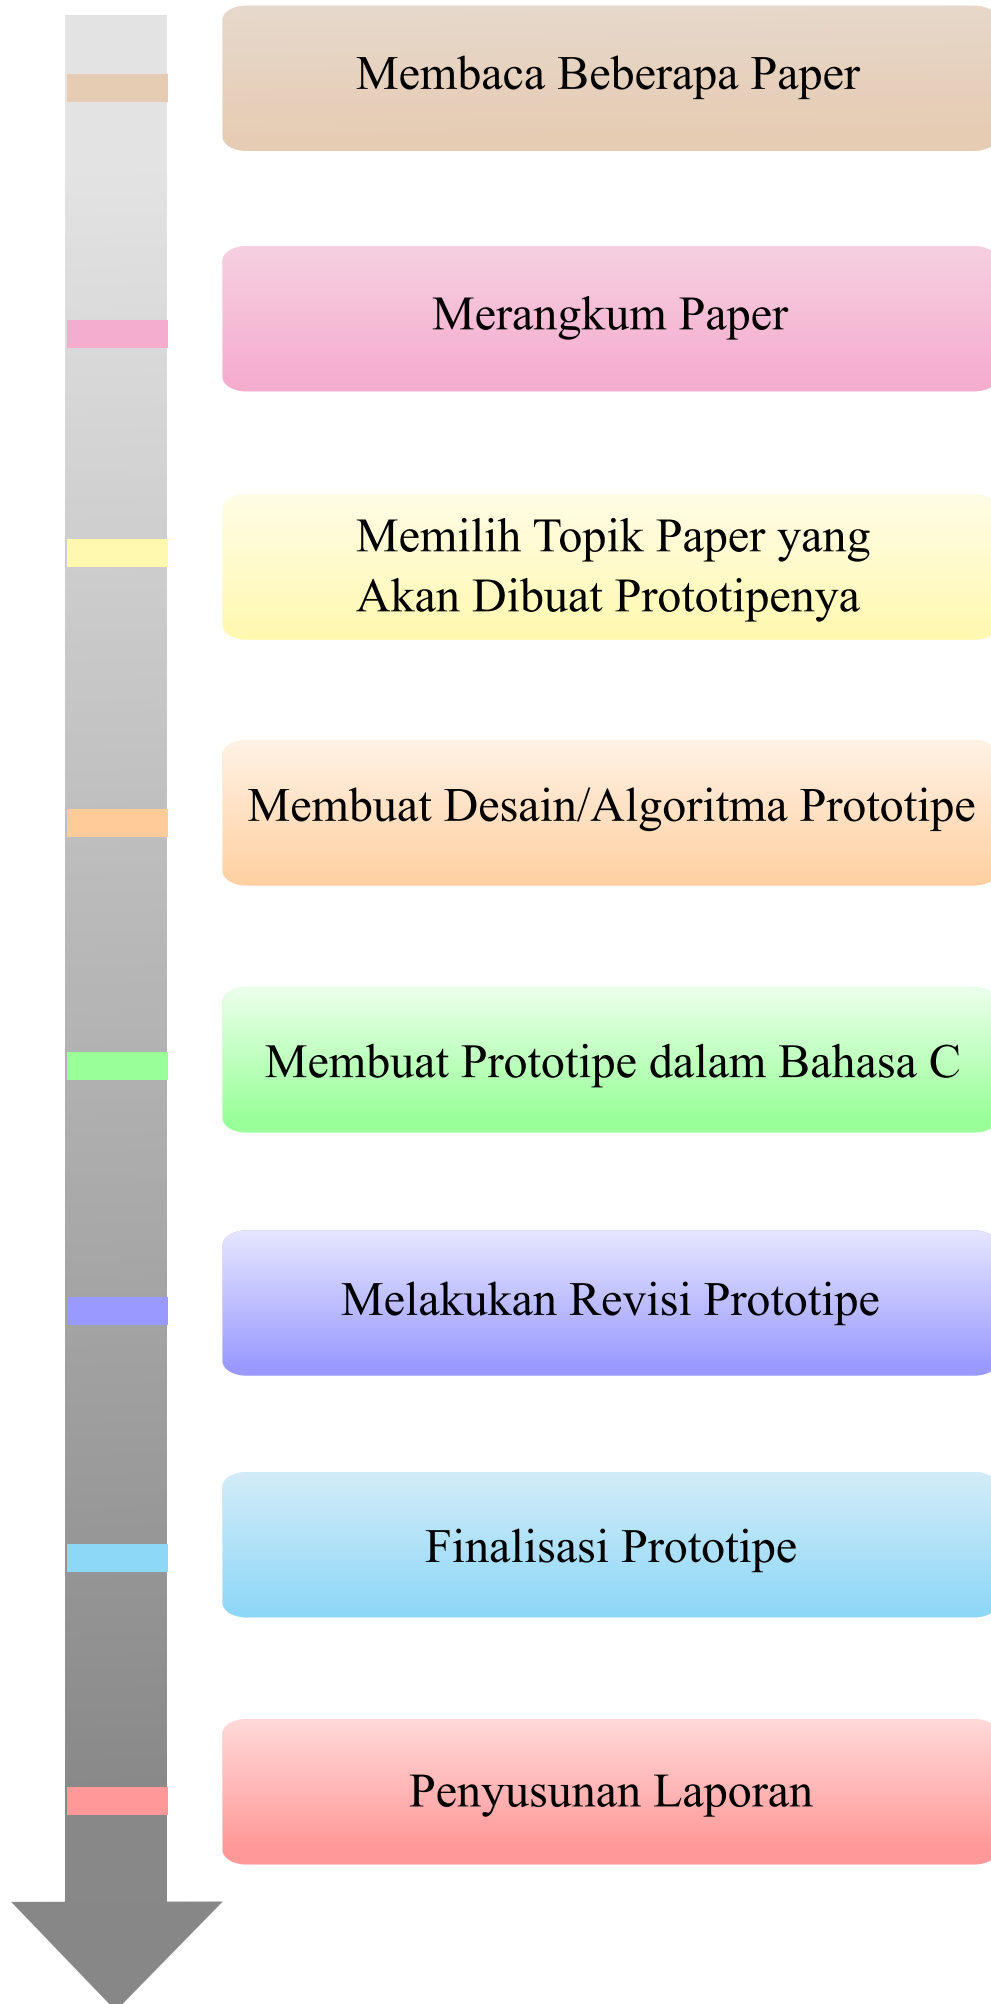 Membaca Beberapa Paper
Merangkum Paper
Memilih Topik Paper yang
Akan Dibuat Prototipenya
Membuat Desain/Algoritma Prototipe
Membuat Prototipe dalam Bahasa C
Melakukan Revisi Prototipe
Finalisasi Prototipe
Penyusunan Laporan